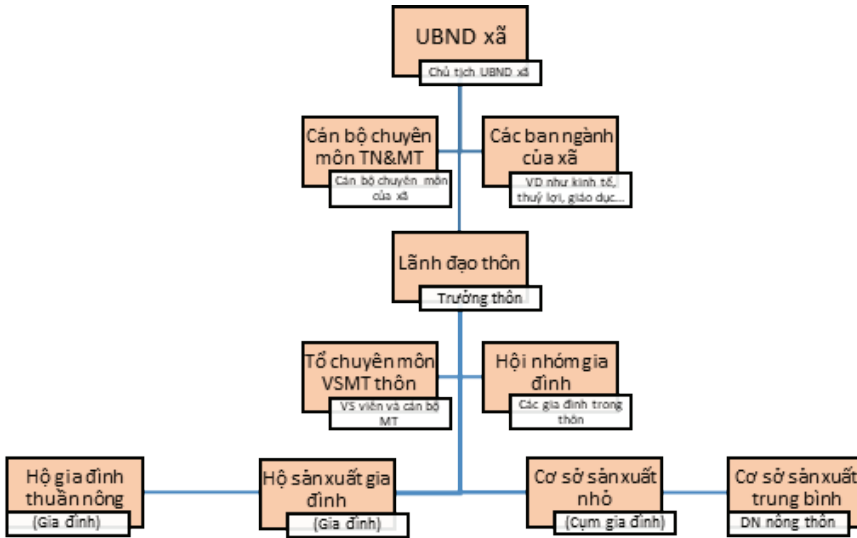 UBND xã
Chủ tịch UBND xã
Cán bộ chuyên
môn TN&MT
Cán bộ chuyên môn
của xã
Các ban ngành
của xã
VD như kinh tế,
thuỷ lợi, giáo dục...
Lãnh đạo thôn
Trưởng thôn
Tổ chuyên môn
VSMT thôn
VS viên và cán bộ
MT
Hội nhóm gia
đình
Các gia đình trong
thôn
Hộ gia đình
thuần nông
(Gia đình)
Hộ sản xuất gia
đình
(Gia đình)
Cơ sở sản xuất
nhỏ
(Cụm gia đình)
Cơ sở sản xuất
trung bình
DN nông thôn